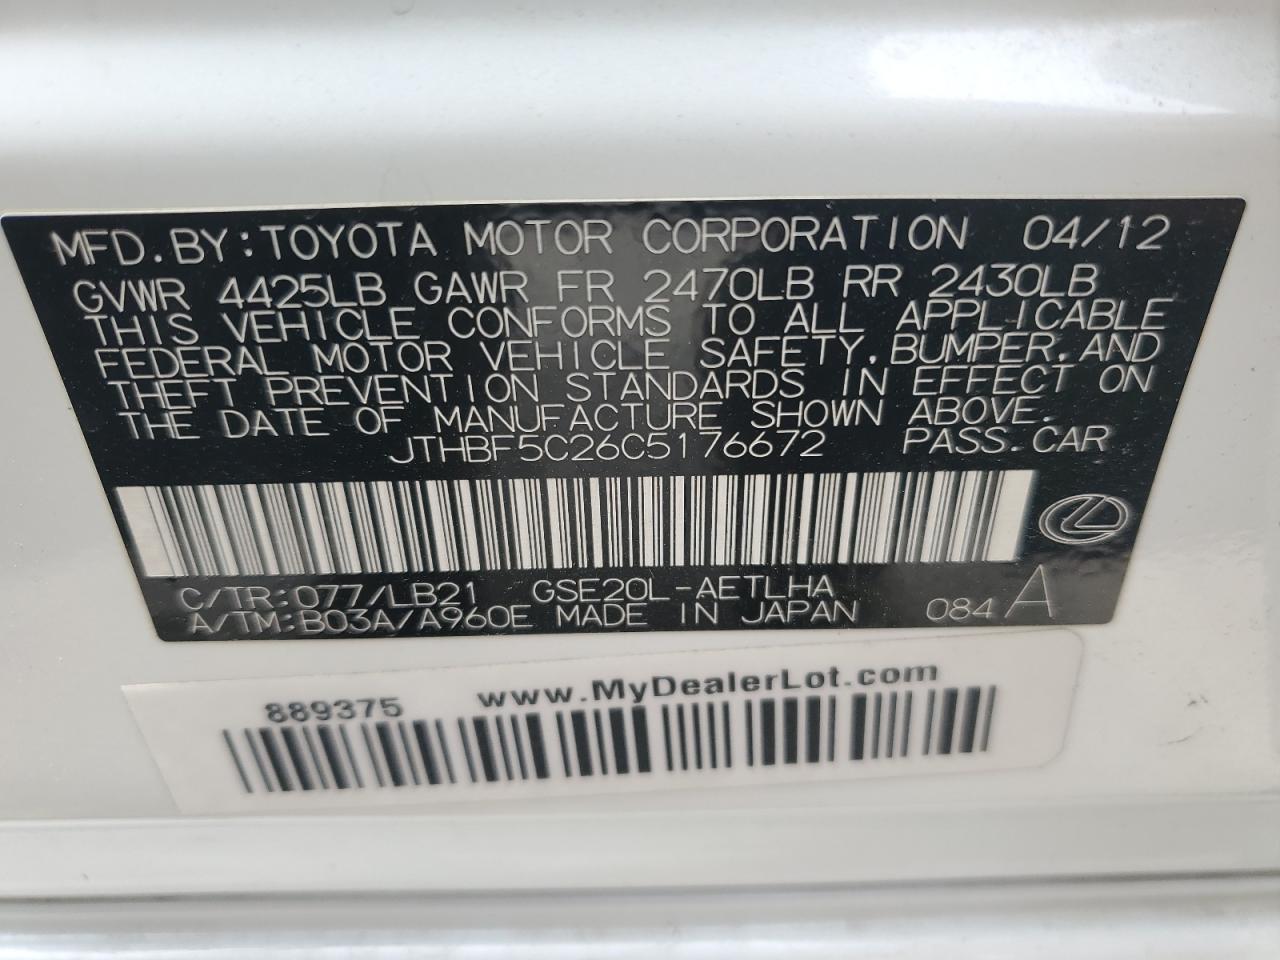 MFD.BY:TOYOTA MOTOR CORPORATION 04/12
GVWR 4425LB GAWR FR 2470LB RR 2430LB
THIS VEHICLE CONFORMS TO ALL APPLICABLE
FEDERAL MOTOR VEHICLE SAFETY,BUMPER,AND
THEFT PREVENTION STANDARDS IN EFFECT ON
THE DATE OF MANUFACTURE SHOWN ABOVE.
JTHBF5C26C5176672 PASS.CAR
C/TR:077/LB21 GSE20L-AETLHA
A/TM:B03A/A960E MADE IN JAPAN 084 A
889375 www.MyDealerLot.com